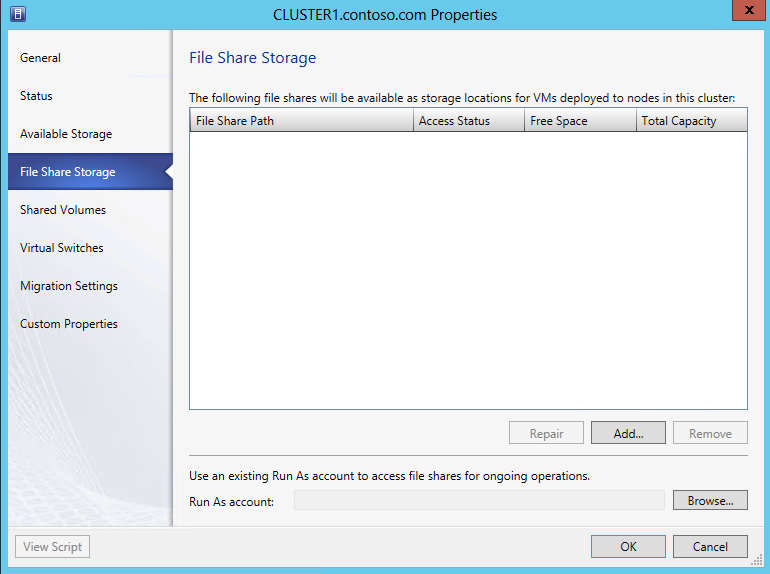 CLUSTER1.contoso.com Properties
x
General
Status
Available Storage
File Share Storage
Shared Volumes
Virtual Switches
Migration Settings
Custom Properties
File Share Storage
The following file shares will be available as storage locations for VMs deployed to nodes in this cluster:
File Share Path Access Status Free Space Total Capacity
Repair Add... Remove
Use an existing Run As account to access file shares for ongoing operations.
Run As account: Browse...
View Script OK Cancel